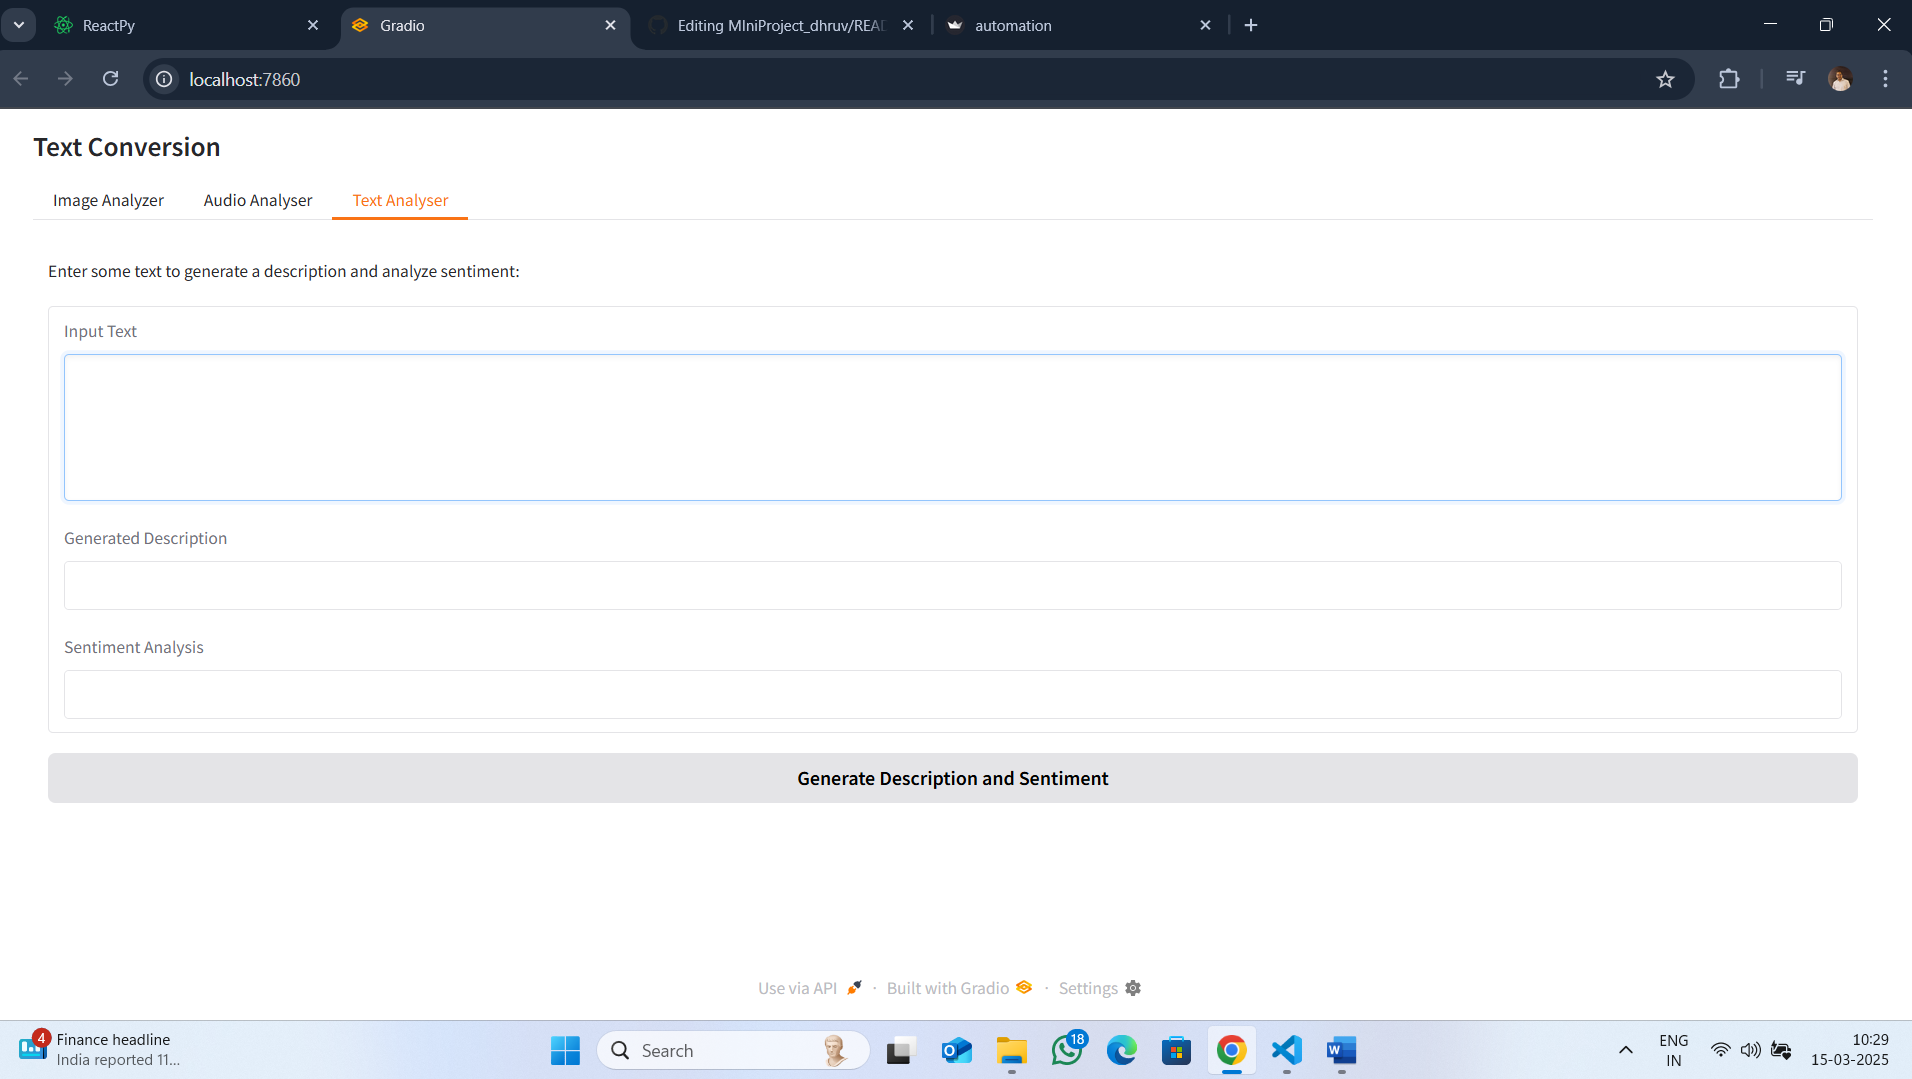 ReactPy
Gradio
Editing MIniProject_dhruv/READ
automation
localhost:7860
Text Conversion
Image Analyzer
Audio Analyser
Text Analyser
Enter some text to generate a description and analyze sentiment:
Input Text
Generated Description
Sentiment Analysis
Generate Description and Sentiment
Use via API · Built with Gradio · Settings
4
Finance headline
India reported 11...
Search
18
ENG
IN
10:29
15-03-2025